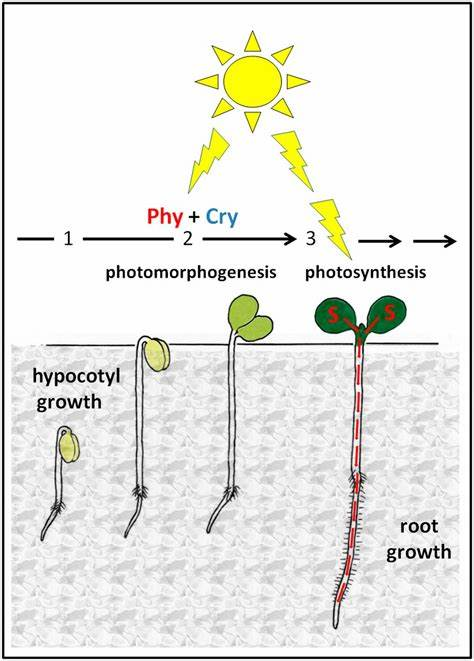 Phy + Cry
1 2 3
photomorphogenesis photosynthesis
S S
hypocotyl
growth
root
growth